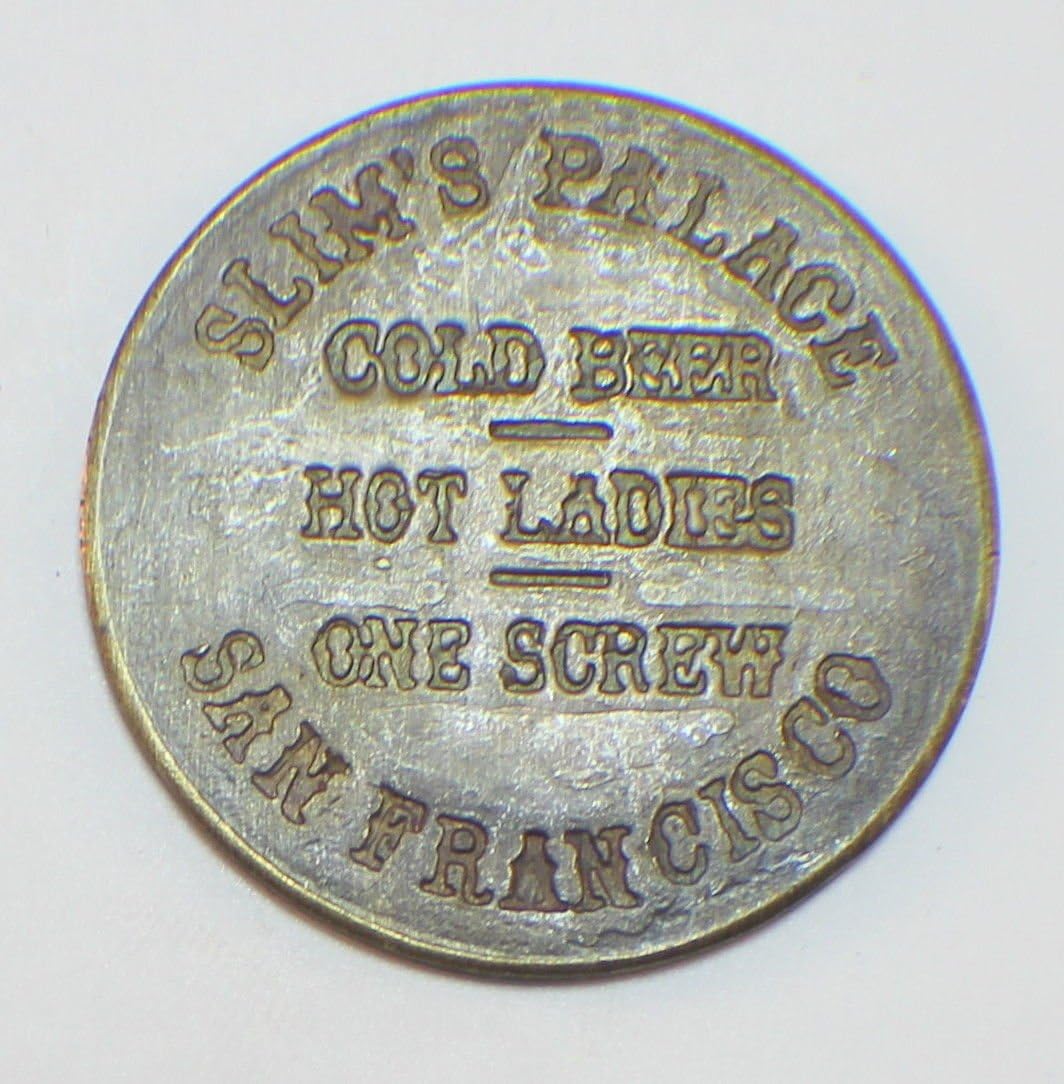 SLIM'S PALACE
COLD BEER
HOT LADIES
ONE SCREW
SAN FRANCISCO